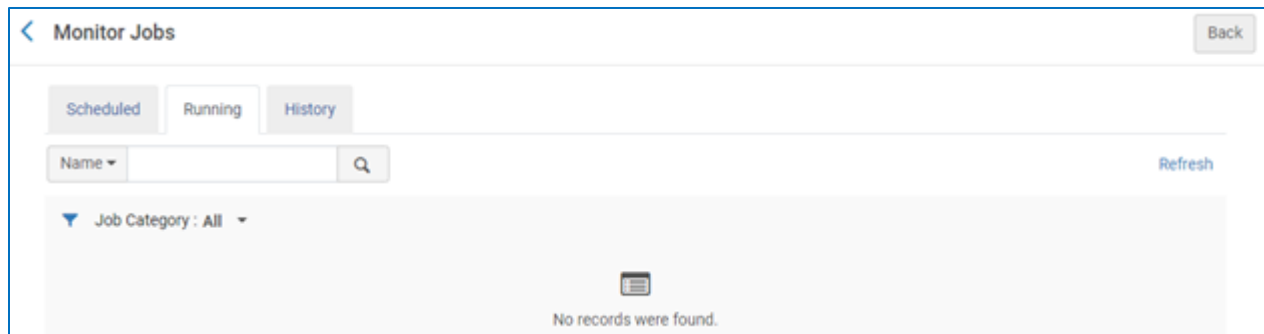 Monitor Jobs Back
Scheduled Running History
Name Refresh
Job Category : All
No records were found.